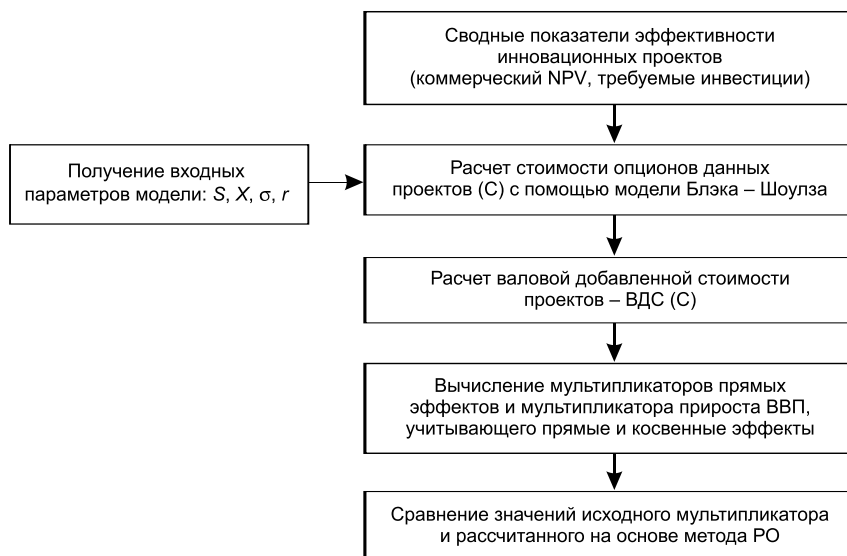 Сводные показатели эффективности
инновационных проектов
(коммерческий NPV, требуемые инвестиции)
Получение входных
параметров модели: S, X, σ, r
Расчет стоимости опционов данных
проектов (С) с помощью модели Блэка – Шоулза
Расчет валовой добавленной стоимости
проектов – ВДС (С)
Вычисление мультипликаторов прямых
эффектов и мультипликатора прироста ВВП,
учитывающего прямые и косвенные эффекты
Сравнение значений исходного мультипликатора
и рассчитанного на основе метода РО